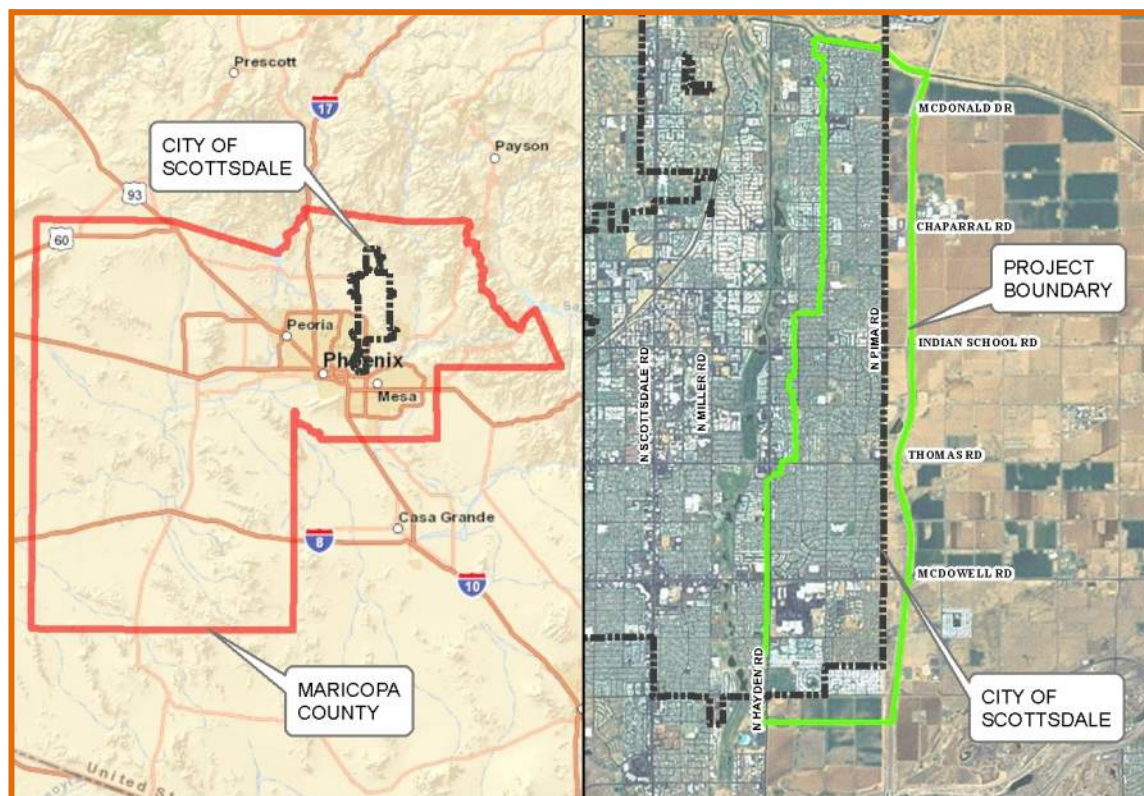 Prescott
17
CITY OF
SCOTTSDALE
Payson
93
60
Peoria
Phoenix
Mesa
Casa Grande
8
10
MARICOPA
COUNTY
United
MCDONALD DR
CHAPARRAL RD
PROJECT
BOUNDARY
N PIMA RD
INDIAN SCHOOL RD
N SCOTTSDALE RD
N MILLER RD
THOMAS RD
MCDOWELL RD
N HAYDEN RD
CITY OF
SCOTTSDALE